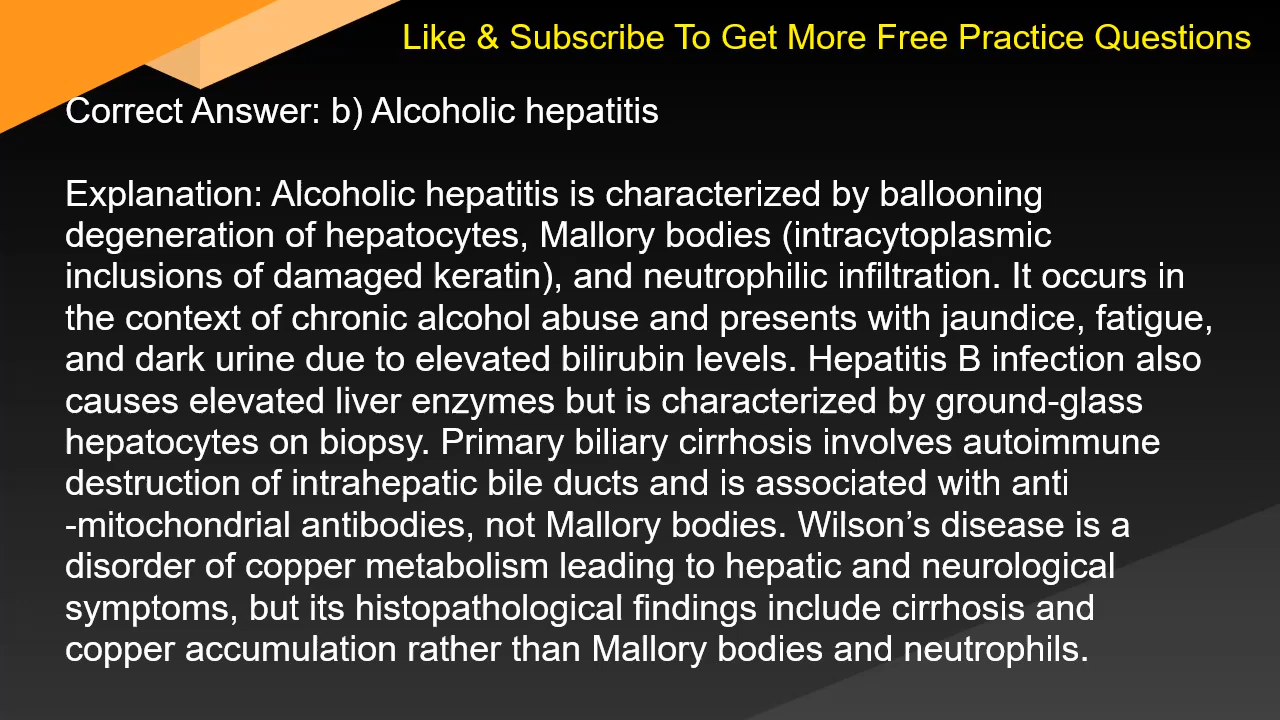 Like & Subscribe To Get More Free Practice Questions
Correct Answer: b) Alcoholic hepatitis
Explanation: Alcoholic hepatitis is characterized by ballooning
degeneration of hepatocytes, Mallory bodies (intracytoplasmic
inclusions of damaged keratin), and neutrophilic infiltration. It occurs in
the context of chronic alcohol abuse and presents with jaundice, fatigue,
and dark urine due to elevated bilirubin levels. Hepatitis B infection also
causes elevated liver enzymes but is characterized by ground-glass
hepatocytes on biopsy. Primary biliary cirrhosis involves autoimmune
destruction of intrahepatic bile ducts and is associated with anti
-mitochondrial antibodies, not Mallory bodies. Wilson’s disease is a
disorder of copper metabolism leading to hepatic and neurological
symptoms, but its histopathological findings include cirrhosis and
copper accumulation rather than Mallory bodies and neutrophils.